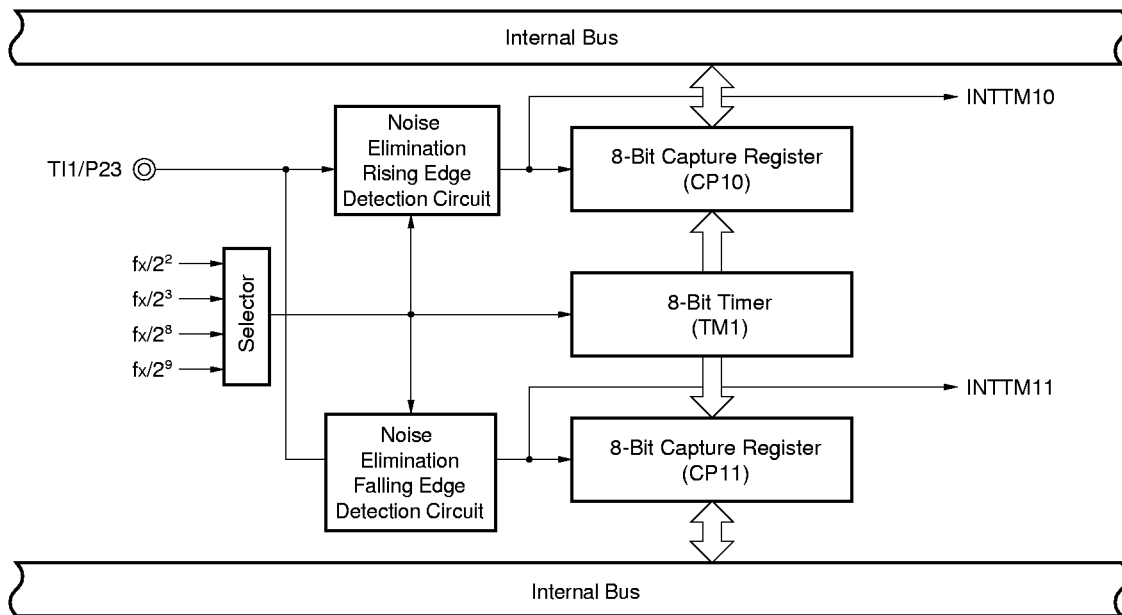 Internal Bus
INTTM10
Noise
Elimination
Rising Edge
Detection Circuit
8-Bit Capture Register
(CP10)
TI1/P23
fx/2²
fx/2³
fx/2⁸
fx/2⁹
Selector
8-Bit Timer
(TM1)
INTTM11
Noise
Elimination
Falling Edge
Detection Circuit
8-Bit Capture Register
(CP11)
Internal Bus